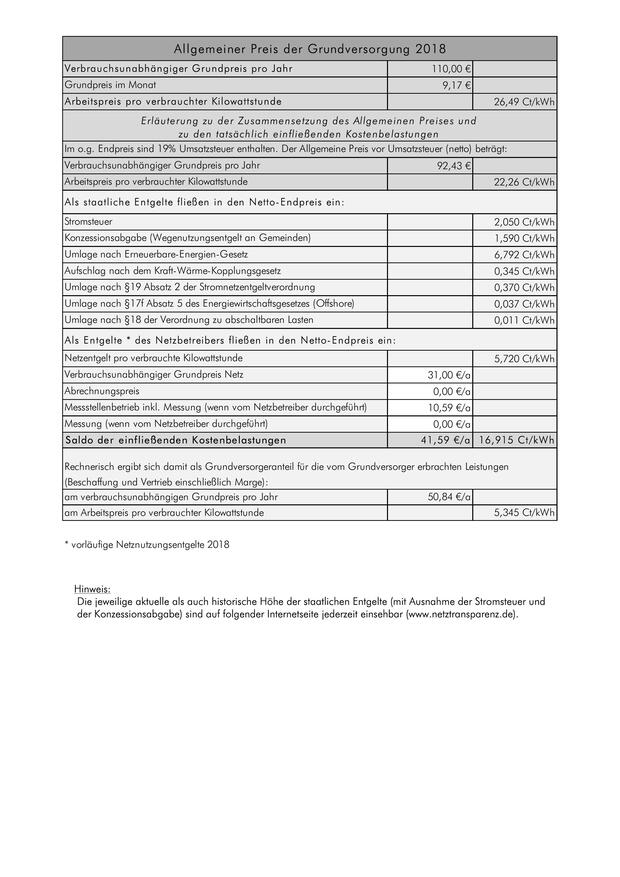 Allgemeiner Preis der Grundversorgung 2018
Verbrauchsunabhängiger Grundpreis pro Jahr 110,00 €
Grundpreis im Monat 9,17 €
Arbeitspreis pro verbrauchter Kilowattstunde 26,49 Ct/kWh
Erläuterung zu der Zusammensetzung des Allgemeinen Preises und
zu den tatsächlich einfließenden Kostenbelastungen
Im o.g. Endpreis sind 19% Umsatzsteuer enthalten. Der Allgemeine Preis vor Umsatzsteuer (netto) beträgt:
Verbrauchsunabhängiger Grundpreis pro Jahr 92,43 €
Arbeitspreis pro verbrauchter Kilowattstunde 22,26 Ct/kWh
Als staatliche Entgelte fließen in den Netto-Endpreis ein:
Stromsteuer 2,050 Ct/kWh
Konzessionsabgabe (Wegenutzungsentgelt an Gemeinden) 1,590 Ct/kWh
Umlage nach Erneuerbare-Energien-Gesetz 6,792 Ct/kWh
Aufschlag nach dem Kraft-Wärme-Kopplungsgesetz 0,345 Ct/kWh
Umlage nach §19 Absatz 2 der Stromnetzentgeltverordnung 0,370 Ct/kWh
Umlage nach §17f Absatz 5 des Energiewirtschaftsgesetzes (Offshore) 0,037 Ct/kWh
Umlage nach §18 der Verordnung zu abschaltbaren Lasten 0,011 Ct/kWh
Als Entgelte * des Netzbetreibers fließen in den Netto-Endpreis ein:
Netzentgelt pro verbrauchte Kilowattstunde 5,720 Ct/kWh
Verbrauchsunabhängiger Grundpreis Netz 31,00 €/a
Abrechnungspreis 0,00 €/a
Messstellenbetrieb inkl. Messung (wenn vom Netzbetreiber durchgeführt) 10,59 €/a
Messung (wenn vom Netzbetreiber durchgeführt) 0,00 €/a
Saldo der einfließenden Kostenbelastungen 41,59 €/a 16,915 Ct/kWh
Rechnerisch ergibt sich damit als Grundversorgeranteil für die vom Grundversorger erbrachten Leistungen
(Beschaffung und Vertrieb einschließlich Marge):
am verbrauchsunabhängigen Grundpreis pro Jahr 50,84 €/a
am Arbeitspreis pro verbrauchter Kilowattstunde 5,345 Ct/kWh
* vorläufige Netznutzungsentgelte 2018
Hinweis:
Die jeweilige aktuelle als auch historische Höhe der staatlichen Entgelte (mit Ausnahme der Stromsteuer und
der Konzessionsabgabe) sind auf folgender Internetseite jederzeit einsehbar (www.netztransparenz.de).